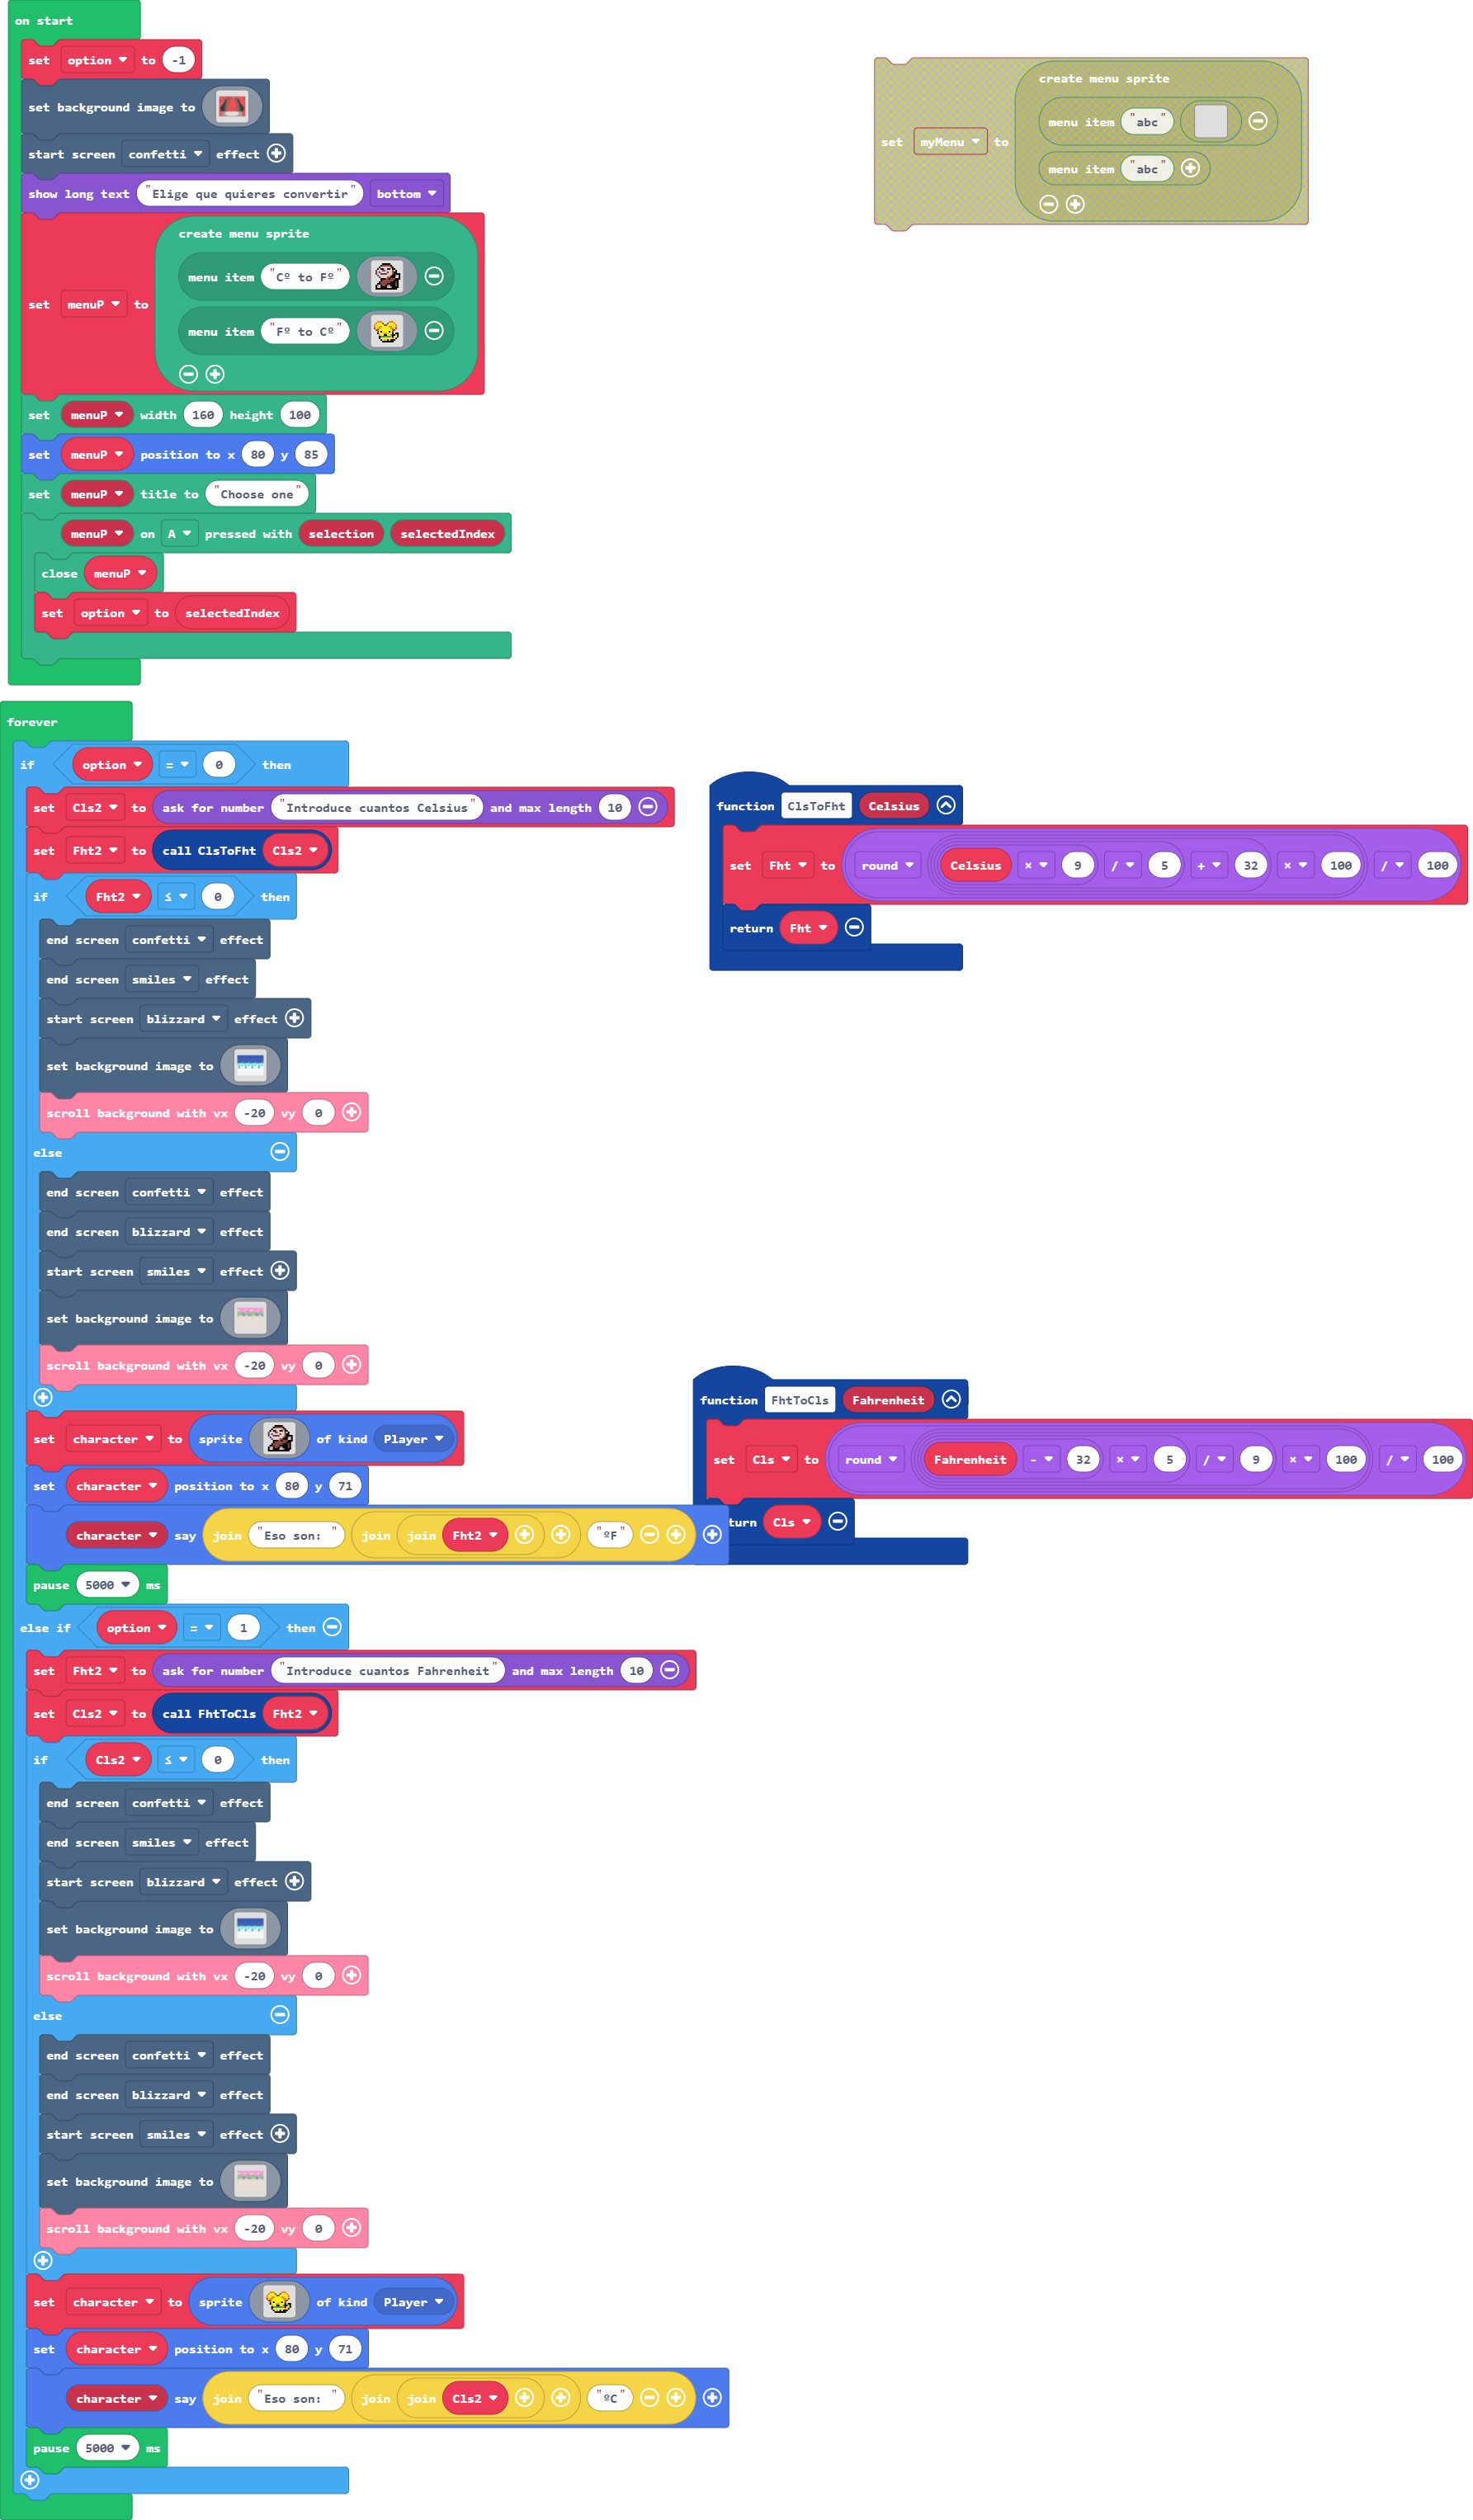 on start
set option to -1
set background image to
start screen confetti effect
show long text "Elige que quieres convertir" bottom
set menuP to
create menu sprite
menu item "Cº to Fº"
menu item "Fº to Cº"
set menuP width 160 height 100
set menuP position to x 80 y 85
set menuP title to "Choose one"
menuP on A pressed with selection selectedIndex
close menuP
set option to selectedIndex
set myMenu to
create menu sprite
menu item "abc"
menu item "abc"
forever
if option = 0 then
set Cls2 to ask for number "Introduce cuantos Celsius" and max length 10
set Fht2 to call ClsToFht Cls2
if Fht2 ≤ 0 then
end screen confetti effect
end screen smiles effect
start screen blizzard effect
set background image to
scroll background with vx -20 vy 0
else
end screen confetti effect
end screen blizzard effect
start screen smiles effect
set background image to
scroll background with vx -20 vy 0
set character to sprite of kind Player
set character position to x 80 y 71
character say join "Eso son: " join join Fht2 "ºF"
pause 5000 ms
else if option = 1 then
set Fht2 to ask for number "Introduce cuantos Fahrenheit" and max length 10
set Cls2 to call FhtToCls Fht2
if Cls2 ≤ 0 then
end screen confetti effect
end screen smiles effect
start screen blizzard effect
set background image to
scroll background with vx -20 vy 0
else
end screen confetti effect
end screen blizzard effect
start screen smiles effect
set background image to
scroll background with vx -20 vy 0
set character to sprite of kind Player
set character position to x 80 y 71
character say join "Eso son: " join join Cls2 "ºC"
pause 5000 ms
function ClsToFht Celsius
set Fht to round Celsius × 9 / 5 + 32 × 100 / 100
return Fht
function FhtToCls Fahrenheit
set Cls to round Fahrenheit - 32 × 5 / 9 × 100 / 100
turn Cls